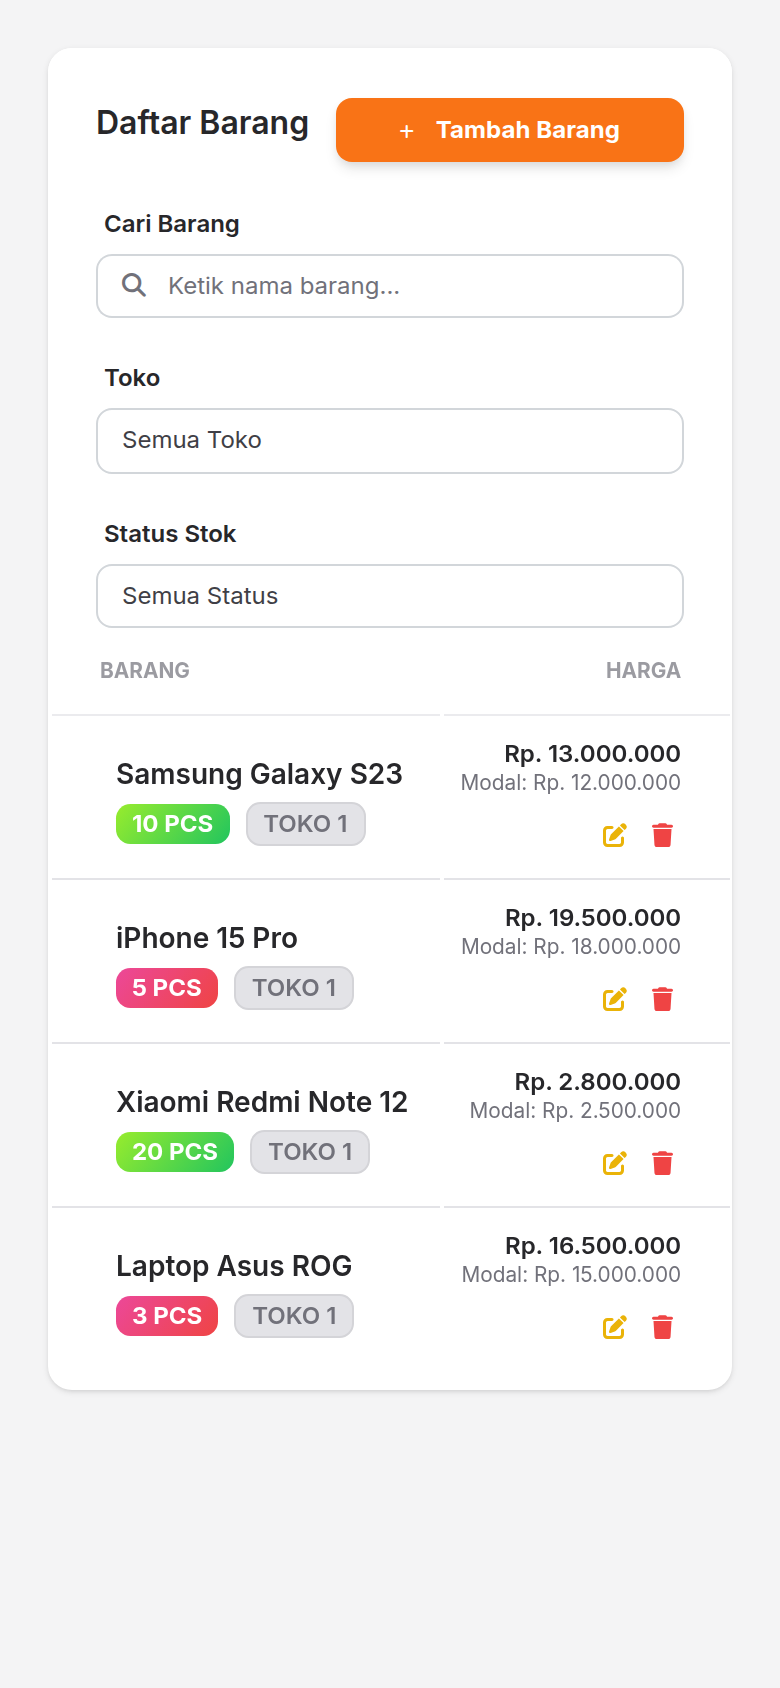 Daftar Barang
+ Tambah Barang
Cari Barang
Ketik nama barang...
Toko
Semua Toko
Status Stok
Semua Status
BARANG HARGA
Samsung Galaxy S23
10 PCS TOKO 1
Rp. 13.000.000
Modal: Rp. 12.000.000
iPhone 15 Pro
5 PCS TOKO 1
Rp. 19.500.000
Modal: Rp. 18.000.000
Xiaomi Redmi Note 12
20 PCS TOKO 1
Rp. 2.800.000
Modal: Rp. 2.500.000
Laptop Asus ROG
3 PCS TOKO 1
Rp. 16.500.000
Modal: Rp. 15.000.000